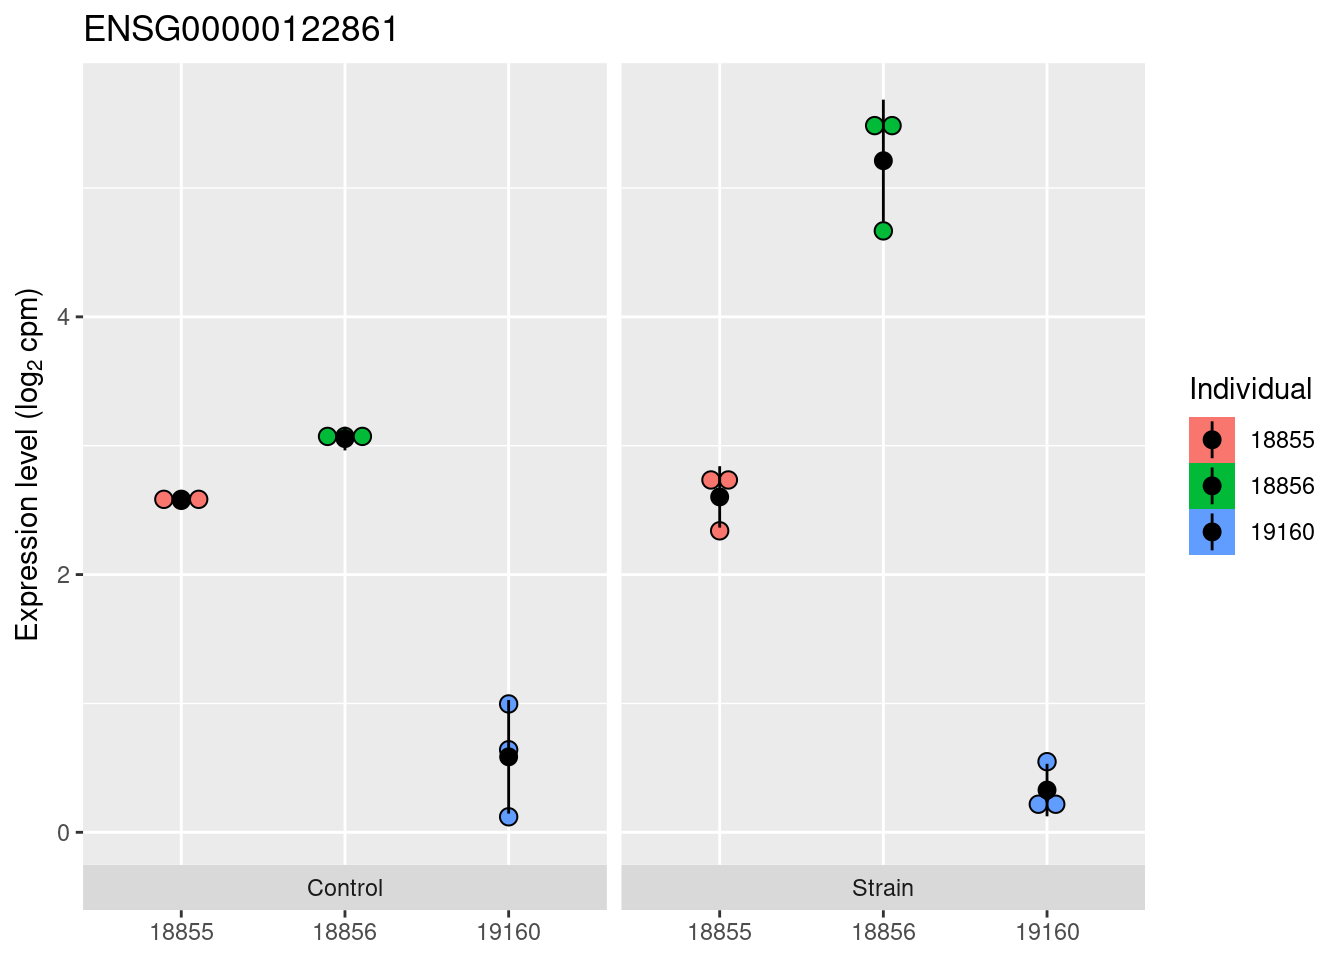 ENSG00000122861
Expression level (log2 cpm)
4
2
0
Control
Strain
18855
18856
19160
18855
18856
19160
Individual
18855
18856
19160